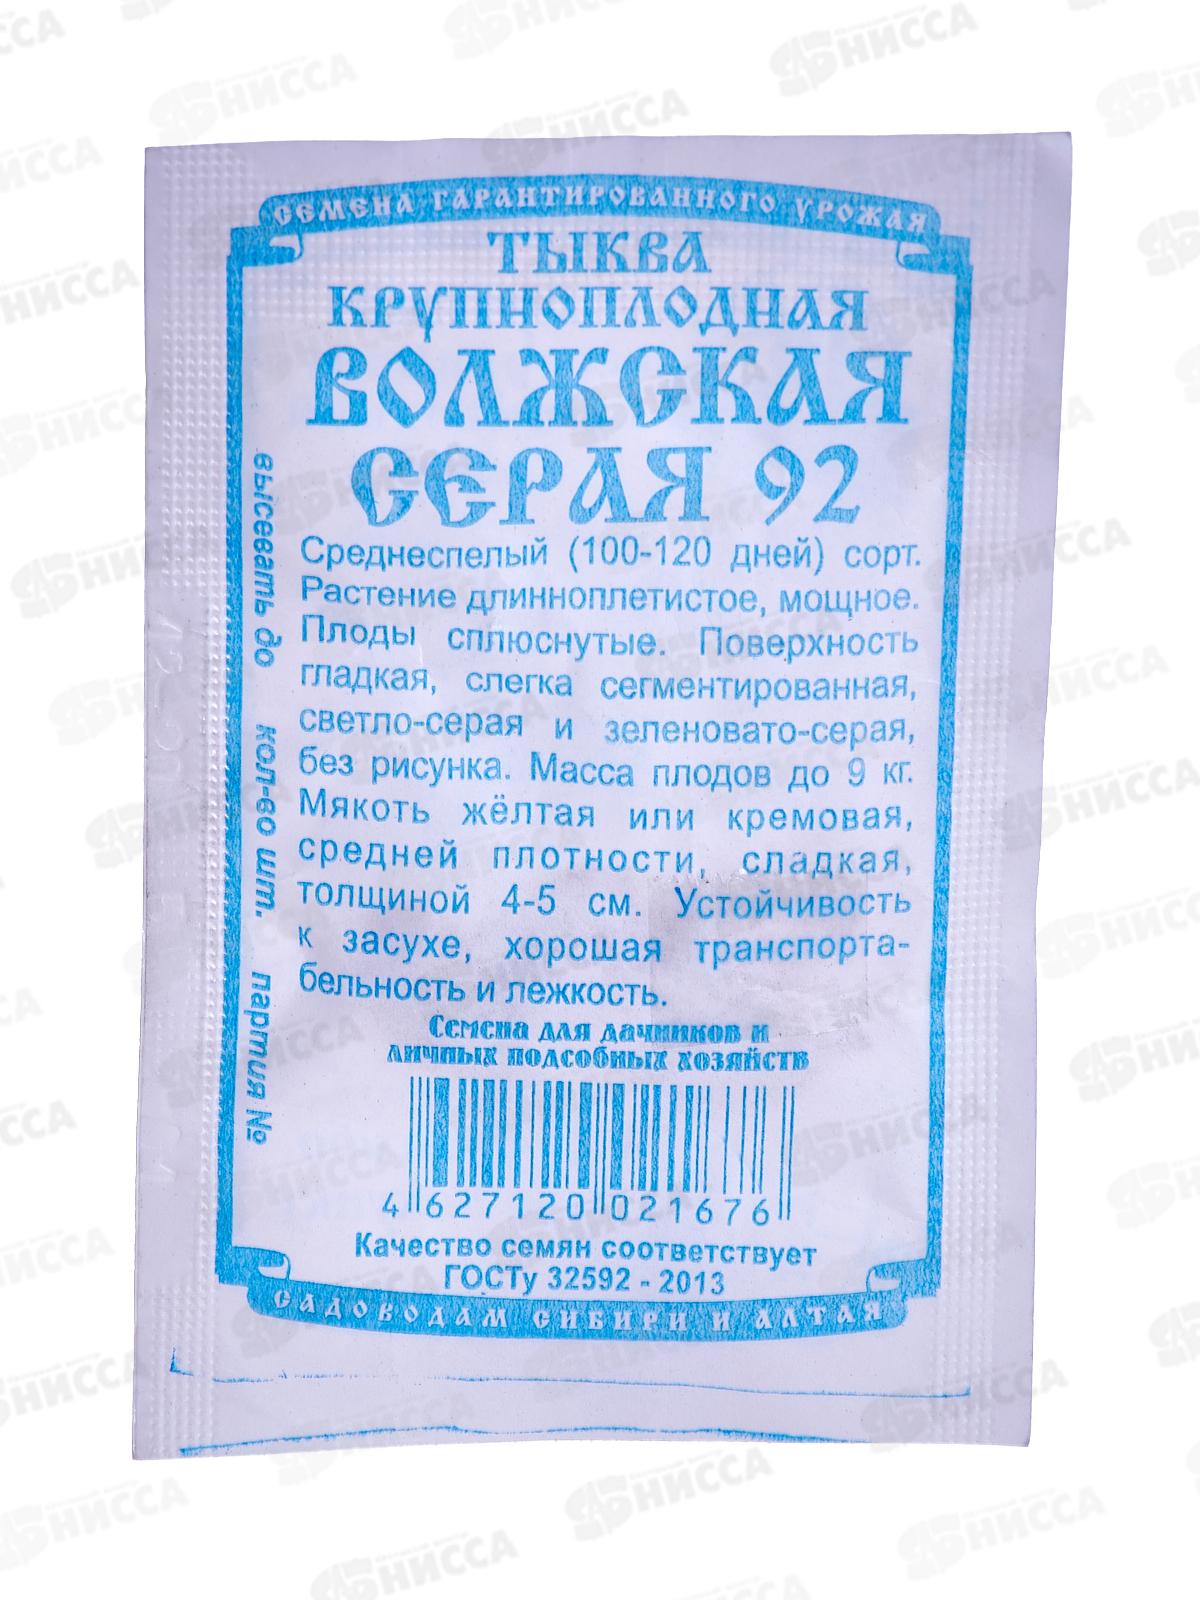 СЕМЕНА ГАРАНТИРОВАННОГО УРОЖАЯ
ТЫКВА
КРУПНОПЛОДНАЯ
ВОЛЖСКАЯ
СЕРАЯ 92
Среднеспелый (100-120 дней) сорт.
Растение длинноплетистое, мощное.
Плоды сплюснутые. Поверхность
гладкая, слегка сегментированная,
светло-серая и зеленовато-серая,
без рисунка. Масса плодов до 9 кг.
Мякоть жёлтая или кремовая,
средней плотности, сладкая,
толщиной 4-5 см. Устойчивость
к засухе, хорошая транспорта-
бельность и лежкость.
Семена для дачников и
личных подсобных хозяйств
4 627120 021676
Качество семян соответствует
ГОСТу 32592 - 2013
САДОВОДАМ СИБИРИ И АЛТАЯ
высевать до кол-во шт. партия №